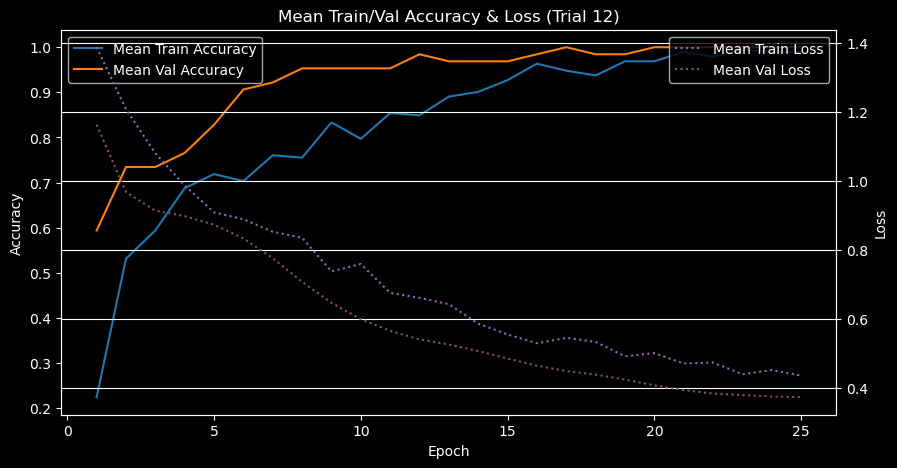 Mean Train/Val Accuracy & Loss (Trial 12)
Mean Train Accuracy
Mean Val Accuracy
Mean Train Loss
Mean Val Loss
Accuracy
1.0
0.9
0.8
0.7
0.6
0.5
0.4
0.3
0.2
1.4
1.2
1.0
0.8
0.6
0.4
Loss
0
5
10
15
20
25
Epoch